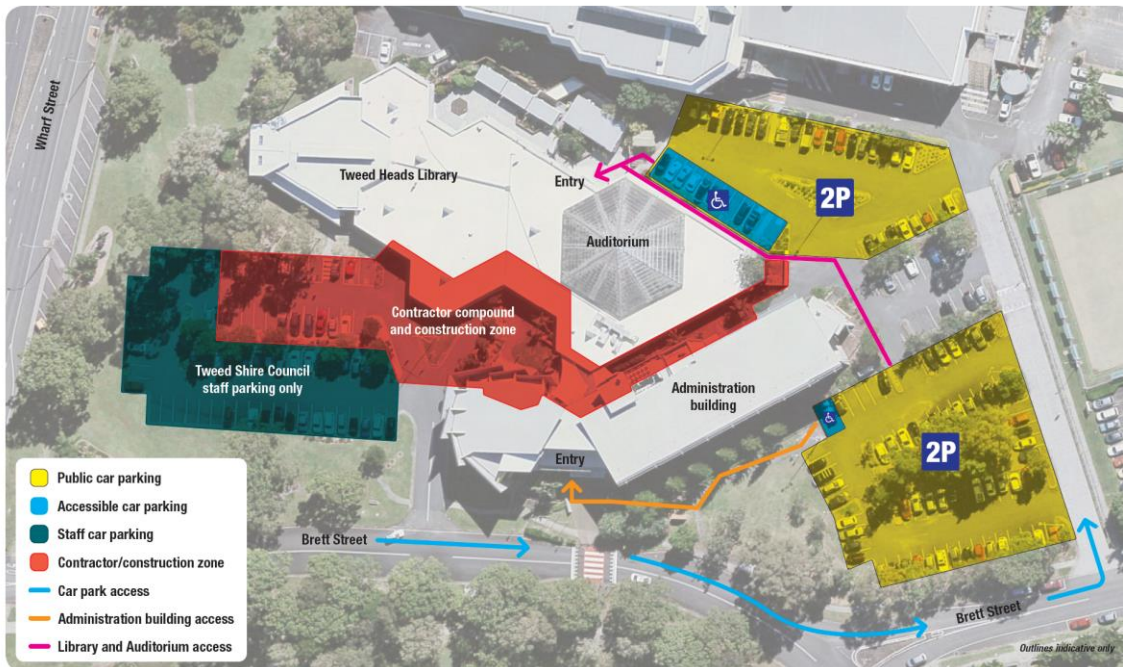 Wharf Street
Tweed Heads Library
Entry
2P
Auditorium
Contractor compound
and construction zone
Tweed Shire Council
staff parking only
Administration
building
2P
Entry
Brett Street
Brett Street
Public car parking
Accessible car parking
Staff car parking
Contractor/construction zone
Car park access
Administration building access
Library and Auditorium access
Outlines indicative only